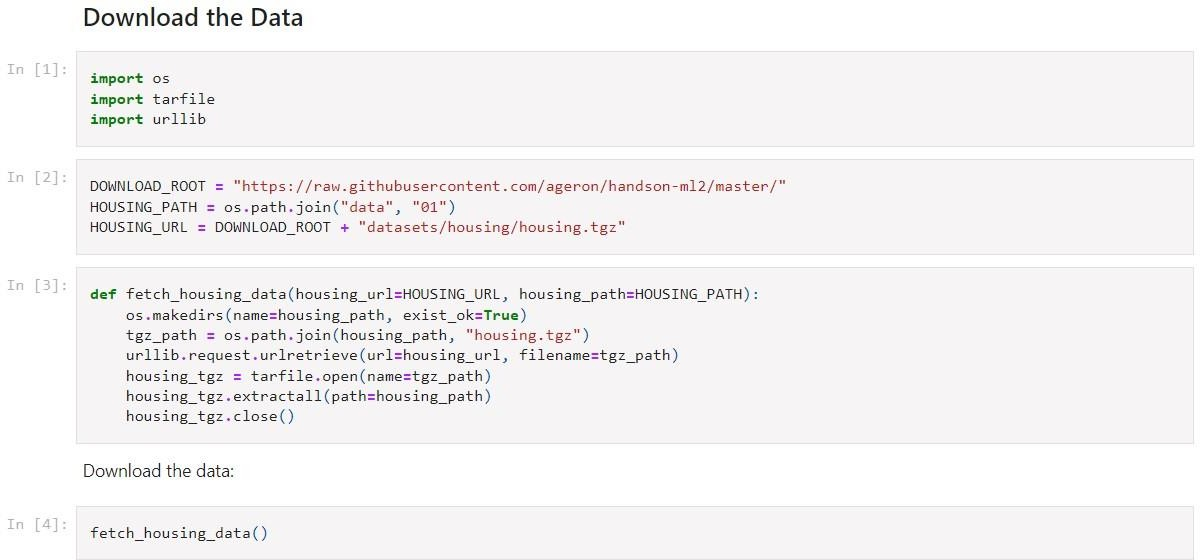 Download the Data
In [1]:
import os
import tarfile
import urllib
In [2]:
DOWNLOAD_ROOT = "https://raw.githubusercontent.com/ageron/handson-ml2/master/"
HOUSING_PATH = os.path.join("data", "01")
HOUSING_URL = DOWNLOAD_ROOT + "datasets/housing/housing.tgz"
In [3]:
def fetch_housing_data(housing_url=HOUSING_URL, housing_path=HOUSING_PATH):
    os.makedirs(name=housing_path, exist_ok=True)
    tgz_path = os.path.join(housing_path, "housing.tgz")
    urllib.request.urlretrieve(url=housing_url, filename=tgz_path)
    housing_tgz = tarfile.open(name=tgz_path)
    housing_tgz.extractall(path=housing_path)
    housing_tgz.close()
Download the data:
In [4]:
fetch_housing_data()